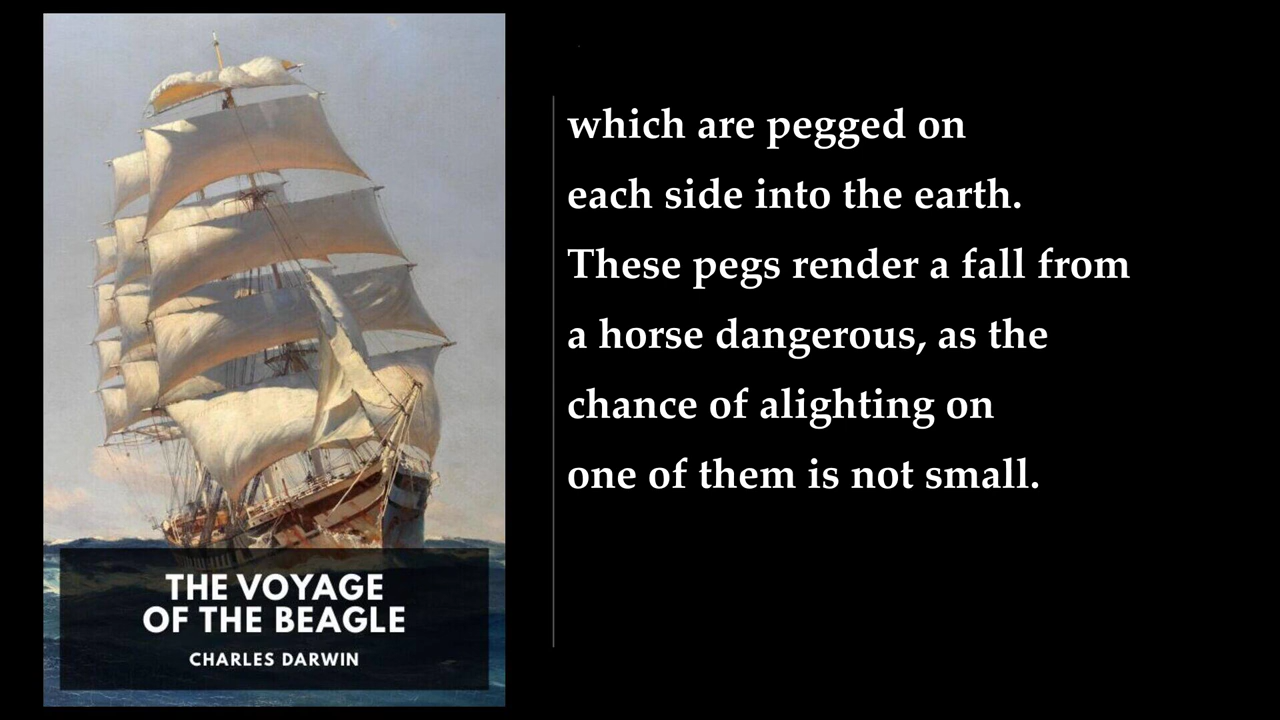 which are pegged on
each side into the earth.
These pegs render a fall from
a horse dangerous, as the
chance of alighting on
one of them is not small.
THE VOYAGE
OF THE BEAGLE
CHARLES DARWIN